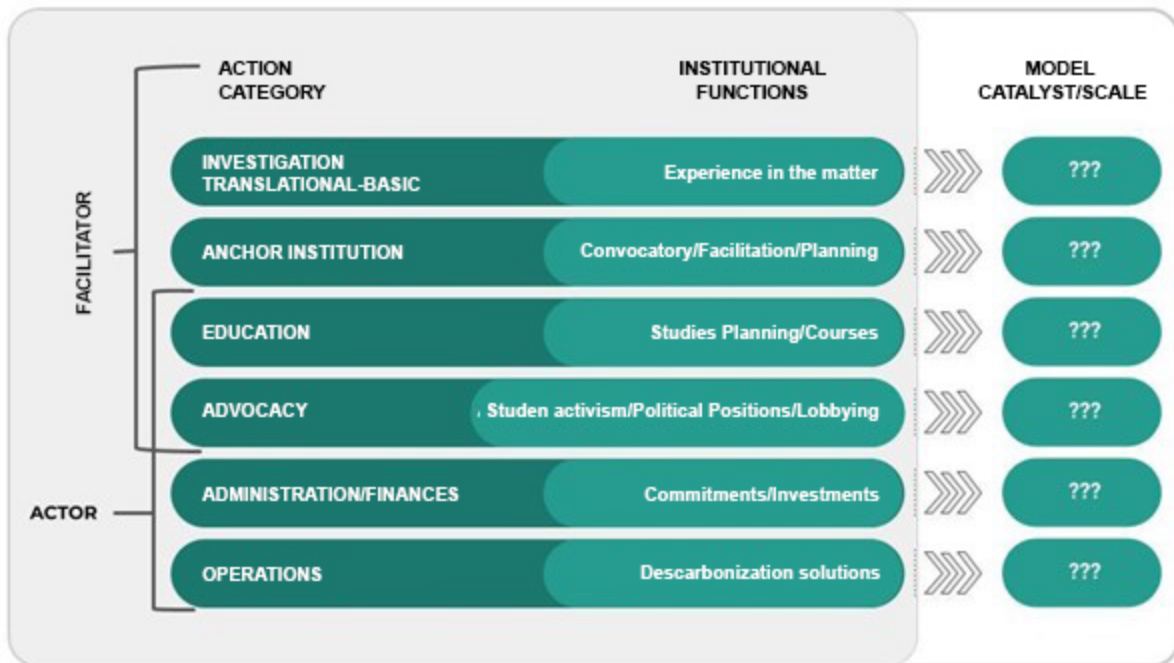 ACTION
CATEGORY
INSTITUTIONAL
FUNCTIONS
MODEL
CATALYST/SCALE
FACILITATOR
INVESTIGATION
TRANSLATIONAL-BASIC
Experience in the matter
???
ANCHOR INSTITUTION
Convocatory/Facilitation/Planning
???
EDUCATION
Studies Planning/Courses
???
ADVOCACY
, Studen activism/Political Positions/Lobbying
???
ACTOR
ADMINISTRATION/FINANCES
Commitments/Investments
???
OPERATIONS
Descarbonization solutions
???